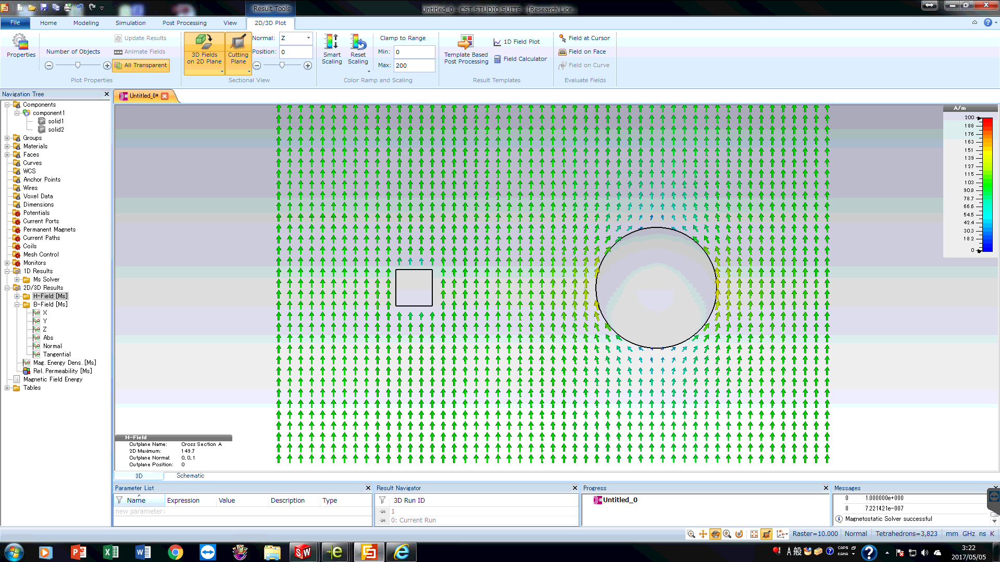 Result Tools
Untitled_0 - CST STUDIO SUITE - [Research Lice...
File Home Modeling Simulation Post Processing View 2D/3D Plot
Properties
Number of Objects
Update Results
Animate Fields
All Transparent
Plot Properties
3D Fields on 2D Plane
Cutting Plane
Normal: Z
Position: 0
Sectional View
Smart Scaling
Reset Scaling
Clamp to Range
Min: 0
Max: 200
Color Ramp and Scaling
Template Based Post Processing
1D Field Plot
Field Calculator
Result Templates
Field at Cursor
Field on Face
Field on Curve
Evaluate Fields
Navigation Tree
Components
component1
solid1
solid2
Groups
Materials
Faces
Curves
WCS
Anchor Points
Wires
Voxel Data
Dimensions
Potentials
Current Ports
Permanent Magnets
Current Paths
Coils
Mesh Control
Monitors
1D Results
Ms Solver
2D/3D Results
H-Field [Ms]
B-Field [Ms]
X
Y
Z
Abs
Normal
Tangential
Mag. Energy Dens. [Ms]
Rel. Permeability [Ms]
Magnetic Field Energy
Tables
Untitled_0*
A/m
200
188
176
163
151
139
127
115
103
90.8
78.7
66.6
54.5
42.4
30.3
18.2
0
H-Field
Cutplane Name: Cross Section A
2D Maximum: 149.7
Cutplane Normal: 0, 0, 1
Cutplane Position: 0
3D Schematic
Parameter List
Name Expression Value Description Type
<new parameter>
Result Navigator
3D Run ID
1
0: Current Run
Progress
Untitled_0
Messages
0 1.000000e+000
8 7.221421e-007
Magnetostatic Solver successful
Raster=10.000 Normal Tetrahedrons=3,823 mm GHz ns K
A 般
CAPS
KANA
3:22
2017/05/05